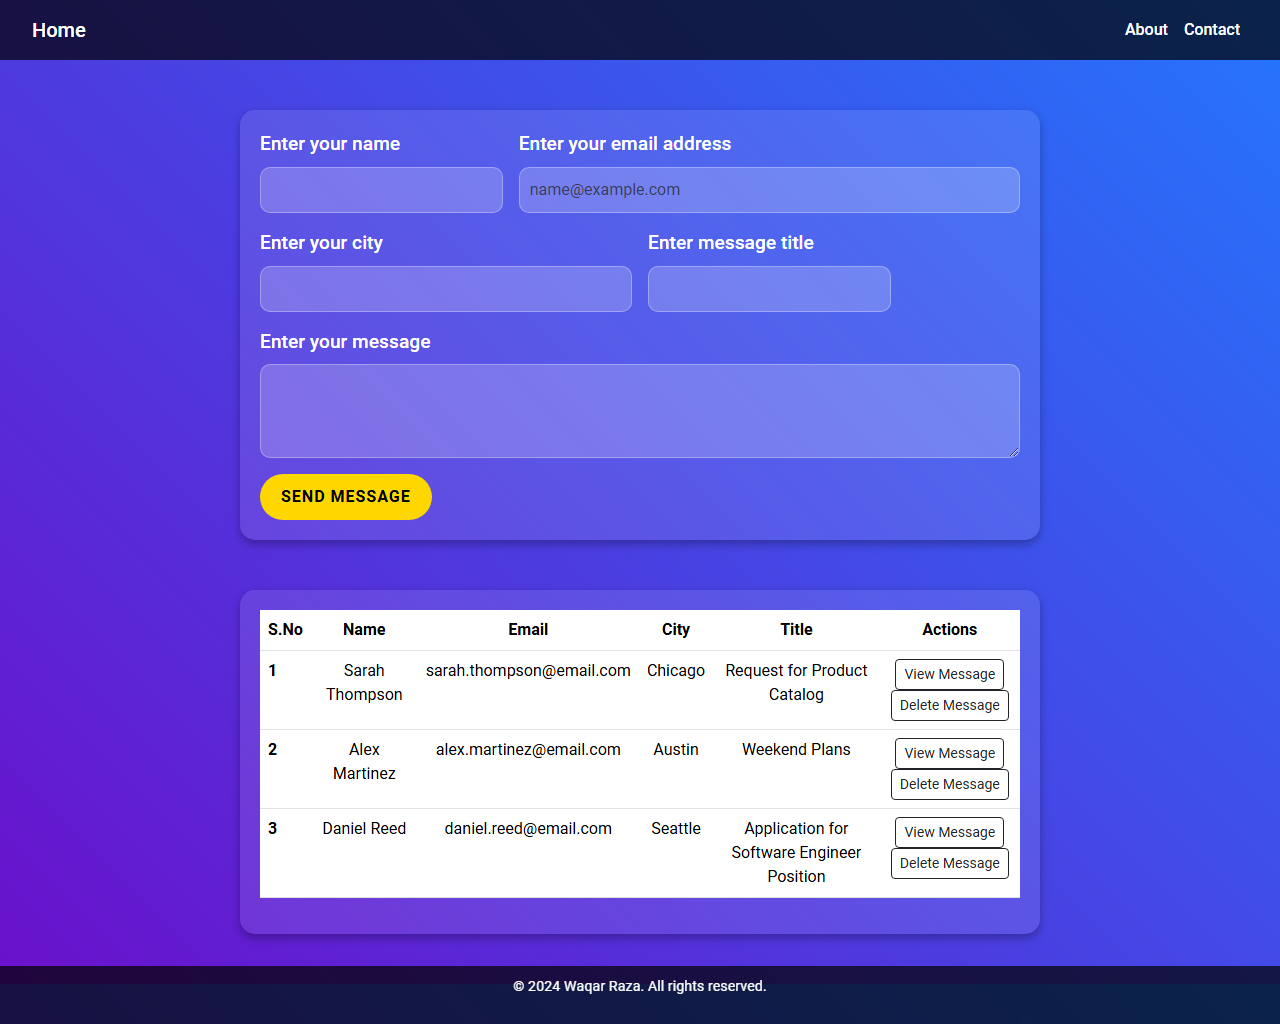 Home About Contact
Enter your name Enter your email address
name@example.com
Enter your city Enter message title
Enter your message
SEND MESSAGE
S.No Name Email City Title Actions
1 Sarah Thompson sarah.thompson@email.com Chicago Request for Product Catalog View Message Delete Message
2 Alex Martinez alex.martinez@email.com Austin Weekend Plans View Message Delete Message
3 Daniel Reed daniel.reed@email.com Seattle Application for Software Engineer Position View Message Delete Message
© 2024 Waqar Raza. All rights reserved.